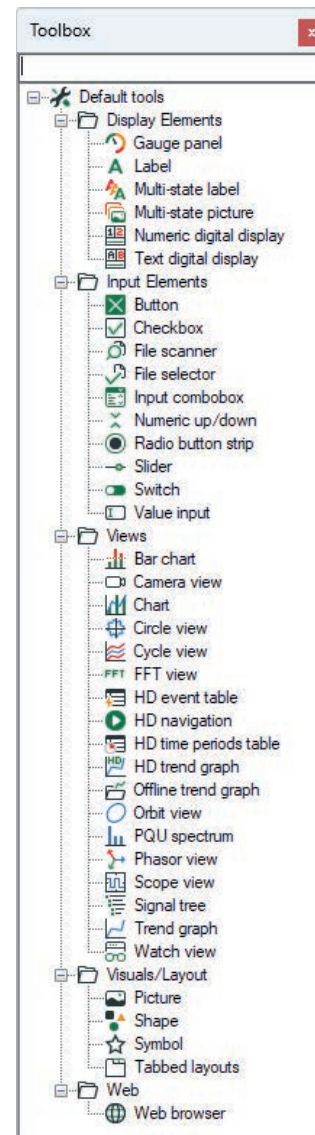 Toolbox
x
Default tools
Display Elements
Gauge panel
A Label
Multi-state label
Multi-state picture
12 Numeric digital display
AB Text digital display
Input Elements
Button
Checkbox
File scanner
File selector
Input combobox
Numeric up/down
Radio button strip
Slider
Switch
Value input
Views
Bar chart
Camera view
Chart
Circle view
Cycle view
FFT FFT view
HD event table
HD navigation
HD time periods table
HD HD trend graph
Offline trend graph
Orbit view
PQU spectrum
Phasor view
Scope view
Signal tree
Trend graph
Watch view
Visuals/Layout
Picture
Shape
Symbol
Tabbed layouts
Web
Web browser